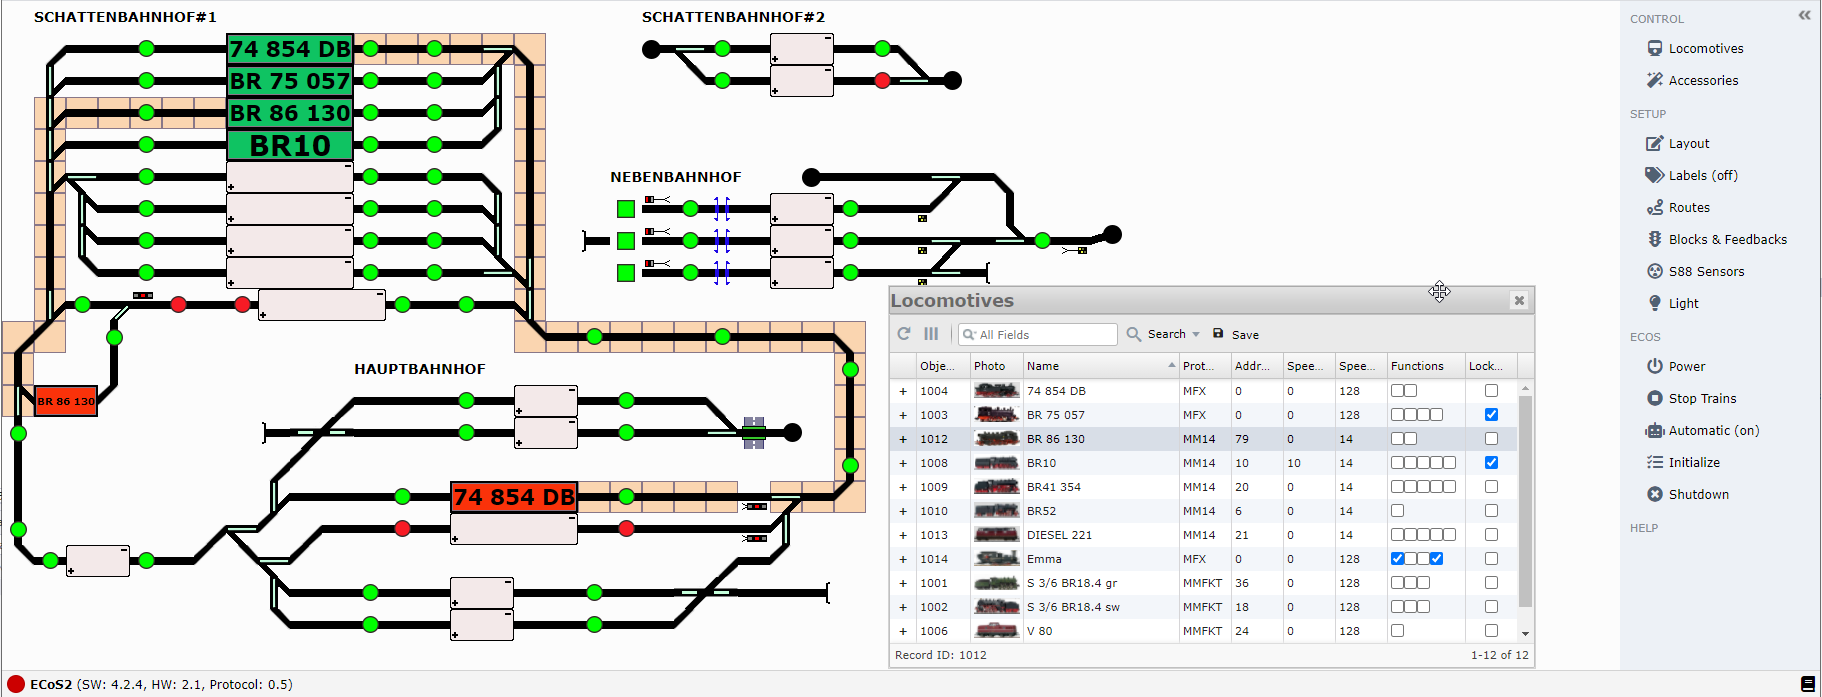 SCHATTENBAHNHOF#1
SCHATTENBAHNHOF#2
74 854 DB
BR 75 057
BR 86 130
BR10
NEBENBAHNHOF
HAUPTBAHNHOF
BR 86 130
74 854 DB
Locomotives
All Fields Search Save
Obje... Photo Name Prot... Addr... Spee... Spee... Functions Lock...
+ 1004 74 854 DB MFX 0 0 128
+ 1003 BR 75 057 MFX 0 0 128
+ 1012 BR 86 130 MM14 79 0 14
+ 1008 BR10 MM14 10 10 14
+ 1009 BR41 354 MM14 20 0 14
+ 1010 BR52 MM14 6 0 14
+ 1013 DIESEL 221 MM14 21 0 14
+ 1014 Emma MFX 0 0 128
+ 1001 S 3/6 BR18.4 gr MMFKT 36 0 128
+ 1002 S 3/6 BR18.4 sw MMFKT 18 0 128
+ 1006 V 80 MMFKT 24 0 128
Record ID: 1012 1-12 of 12
CONTROL
Locomotives
Accessories
SETUP
Layout
Labels (off)
Routes
Blocks & Feedbacks
S88 Sensors
Light
ECOS
Power
Stop Trains
Automatic (on)
Initialize
Shutdown
HELP
ECoS2 (SW: 4.2.4, HW: 2.1, Protocol: 0.5)